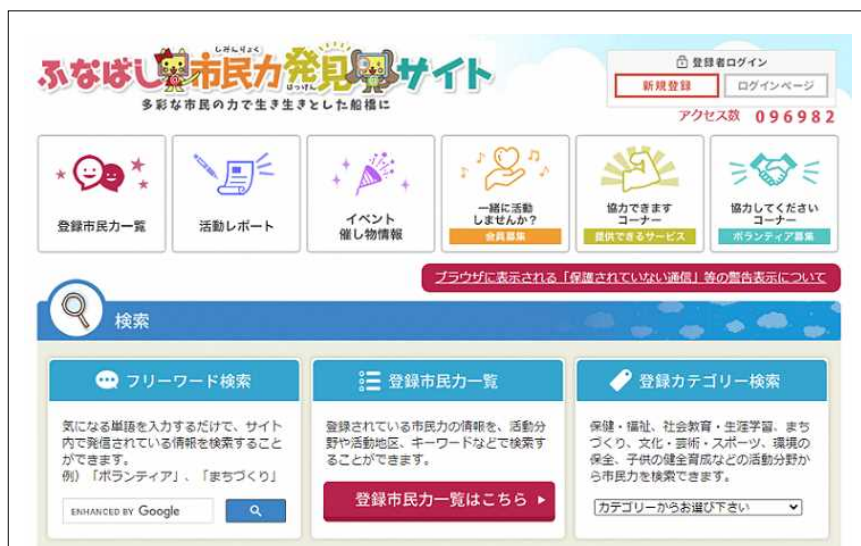 しみんりょく
ふなばし市民力発見サイト
はっけん
多彩な市民の力で生き生きとした船橋に
登録者ログイン
新規登録
ログインページ
アクセス数 096982
登録市民力一覧
活動レポート
イベント
催し物情報
一緒に活動
しませんか？
会員募集
協力できます
コーナー
提供できるサービス
協力してください
コーナー
ボランティア募集
ブラウザに表示される「保護されていない通信」等の警告表示について
検索
フリーワード検索
気になる単語を入力するだけで、サイト
内で発信されている情報を検索すること
ができます。
例）「ボランティア」、「まちづくり」
ENHANCED BY Google
登録市民力一覧
登録されている市民力の情報を、活動分
野や活動地区、キーワードなどで検索す
ることができます。
登録市民力一覧はこちら
登録カテゴリー検索
保健・福祉、社会教育・生涯学習、まち
づくり、文化・芸術・スポーツ、環境の
保全、子供の健全育成などの活動分野か
ら市民力を検索できます。
カテゴリーからお選び下さい